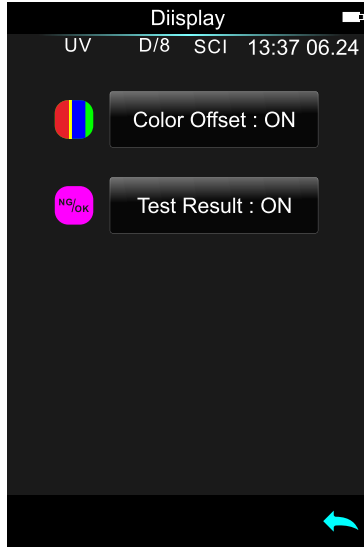 Diisplay
UV D/8 SCI 13:37 06.24
Color Offset : ON
NG/OK
Test Result : ON